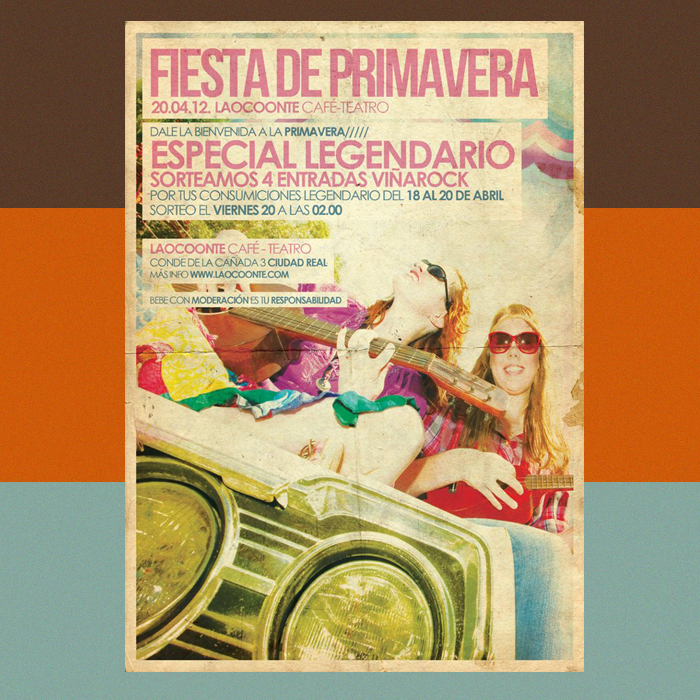 FIESTA DE PRIMAVERA
20.04.12. LAOCOONTE CAFÉ-TEATRO
DALE LA BIENVENIDA A LA PRIMAVERA/////
ESPECIAL LEGENDARIO
SORTEAMOS 4 ENTRADAS VIÑAROCK
POR TUS CONSUMICIONES LEGENDARIO DEL 18 AL 20 DE ABRIL
SORTEO EL VIERNES 20 A LAS 02.00
LAOCOONTE CAFÉ - TEATRO
CONDE DE LA CAÑADA 3 CIUDAD REAL
MÁS INFO WWW.LAOCOONTE.COM
BEBE CON MODERACIÓN ES TU RESPONSABILIDAD